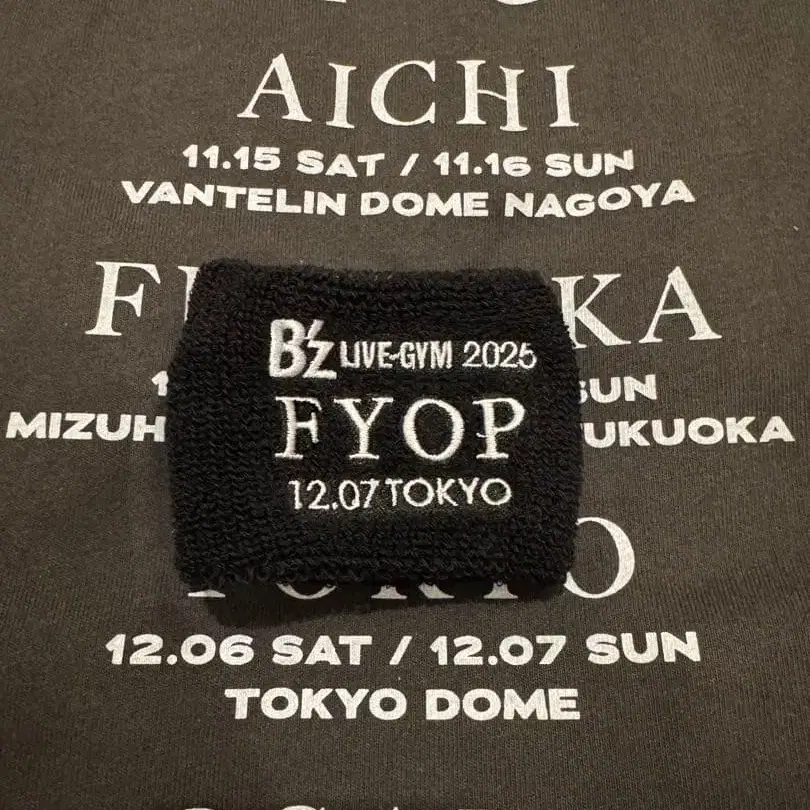 AICHI
11.15 SAT / 11.16 SUN
VANTELIN DOME NAGOYA
B'z LIVE-GYM 2025
FYOP
12.07 TOKYO
12.06 SAT / 12.07 SUN
TOKYO DOME